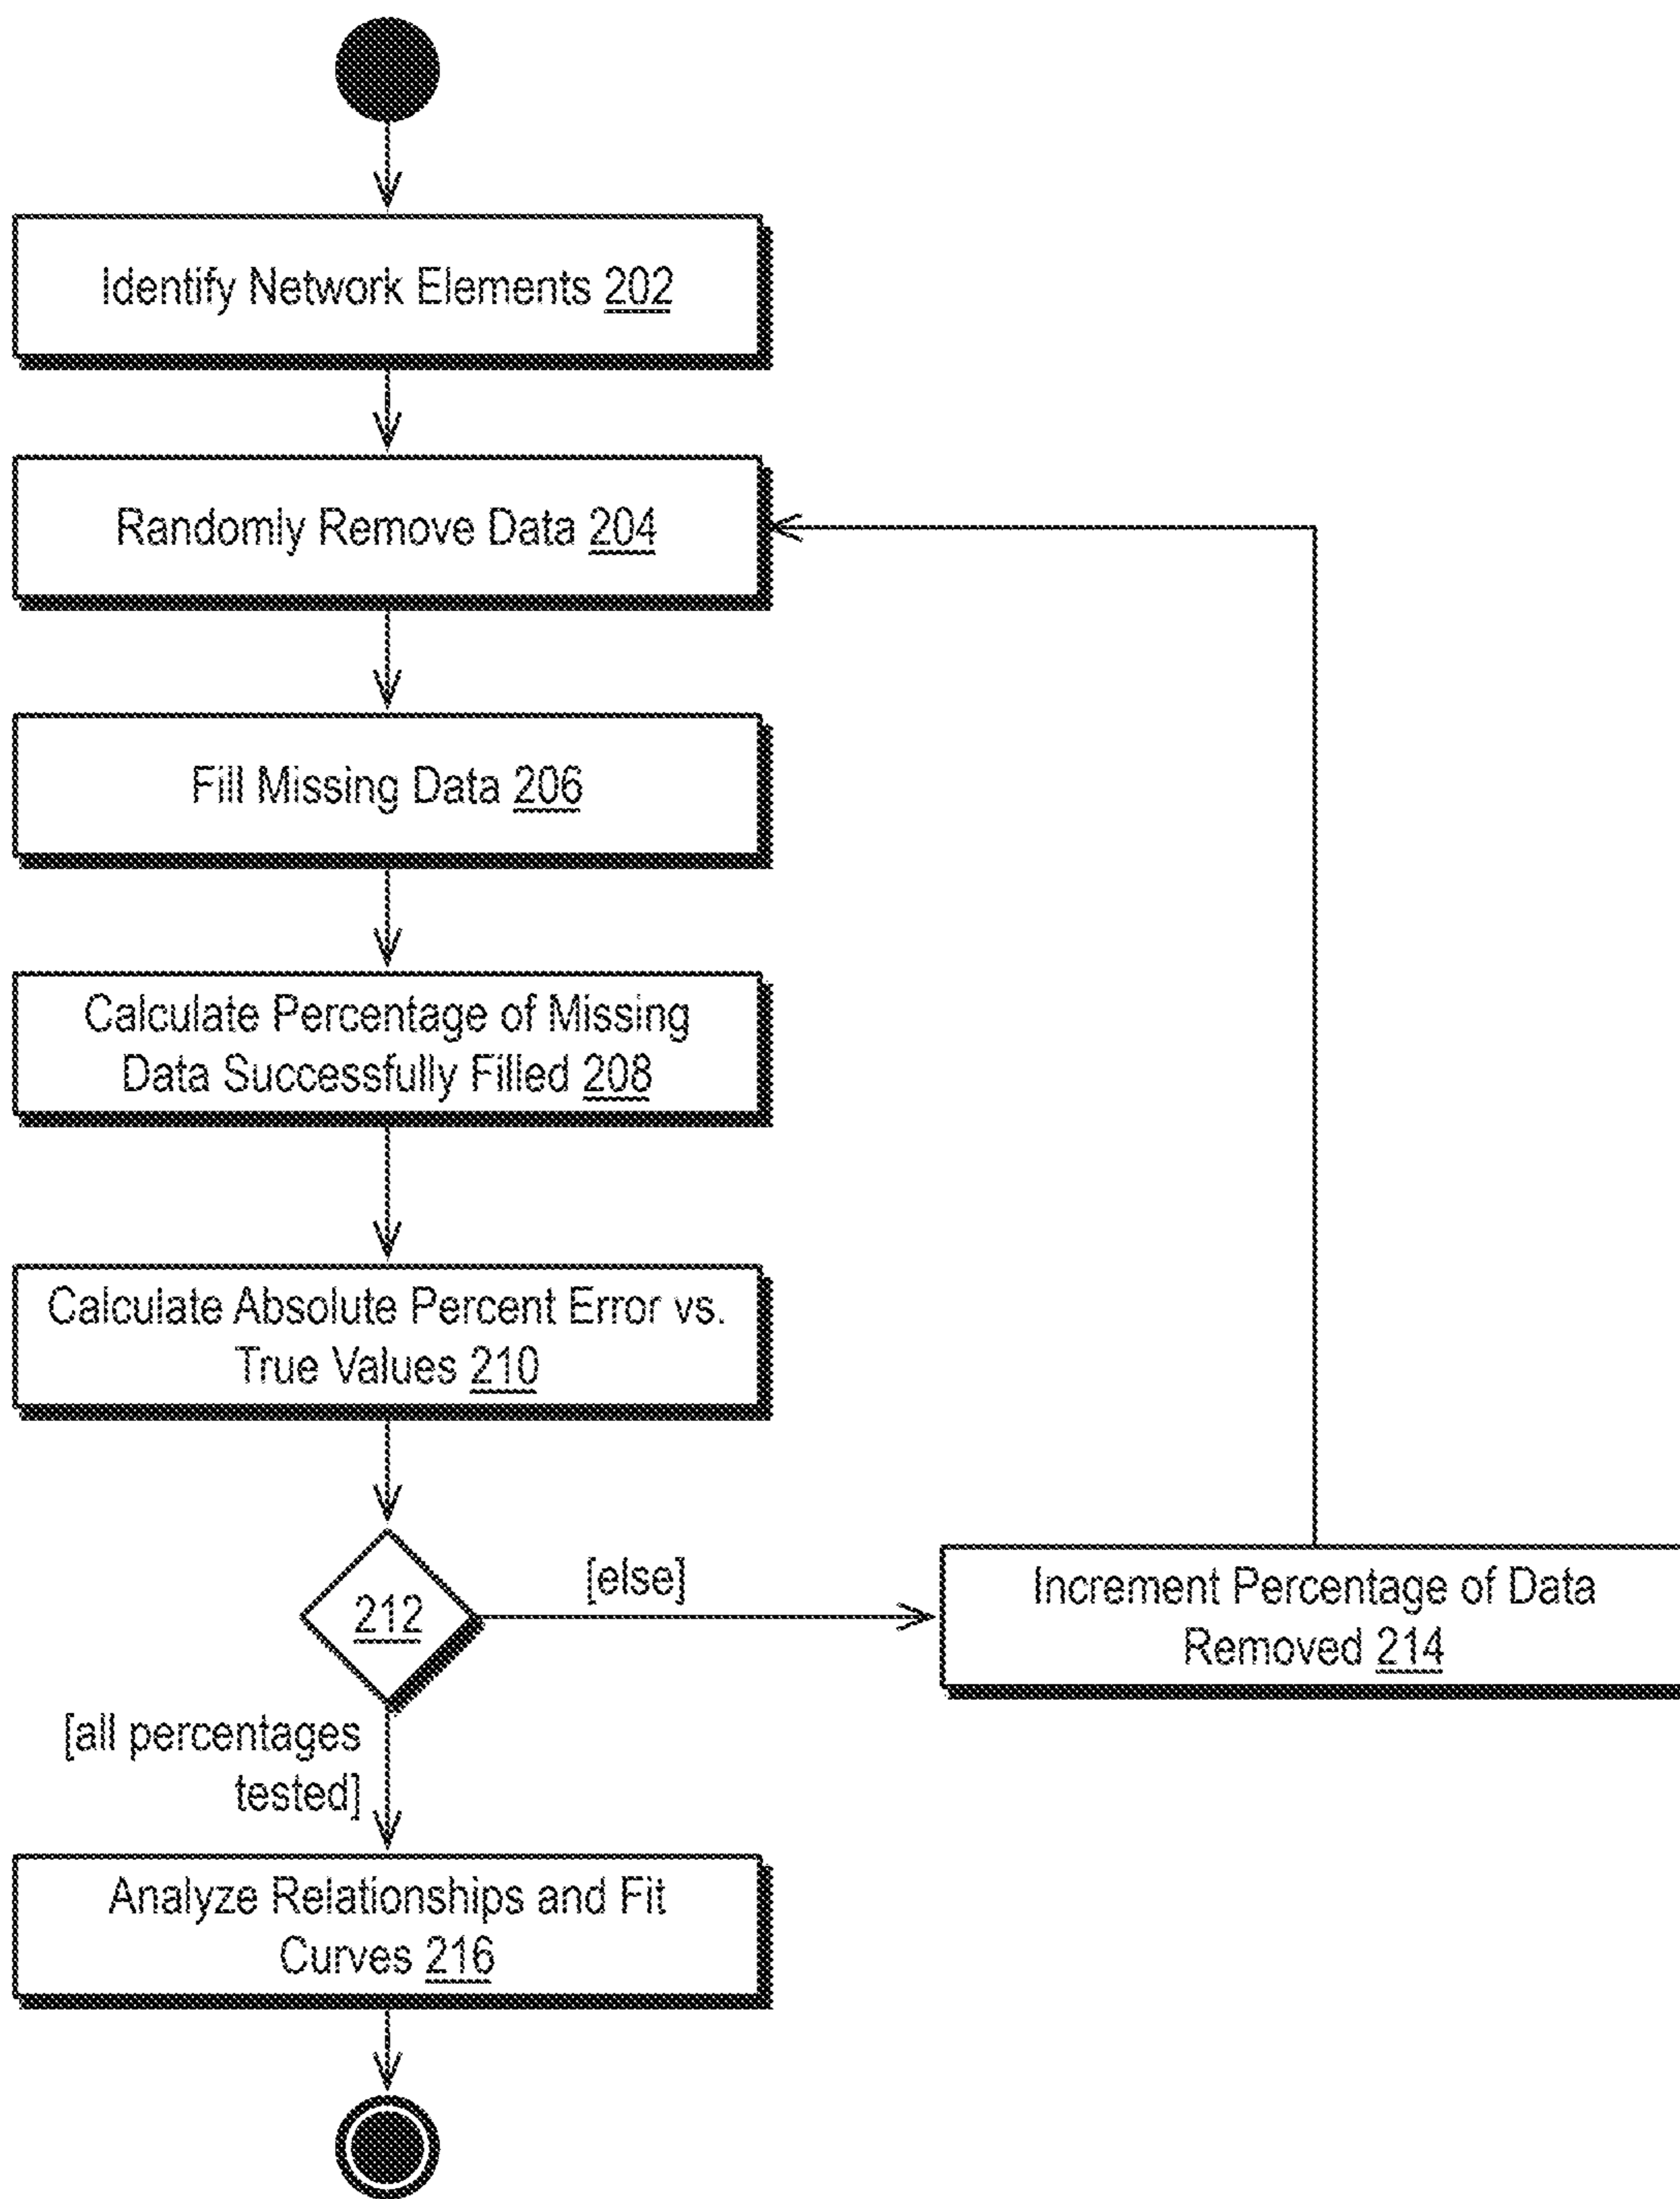 Identify Network Elements 202
Randomly Remove Data 204
Fill Missing Data 206
Calculate Percentage of Missing
Data Successfully Filled 208
Calculate Absolute Percent Error vs.
True Values 210
212
[else]
Increment Percentage of Data
Removed 214
[all percentages
tested]
Analyze Relationships and Fit
Curves 216